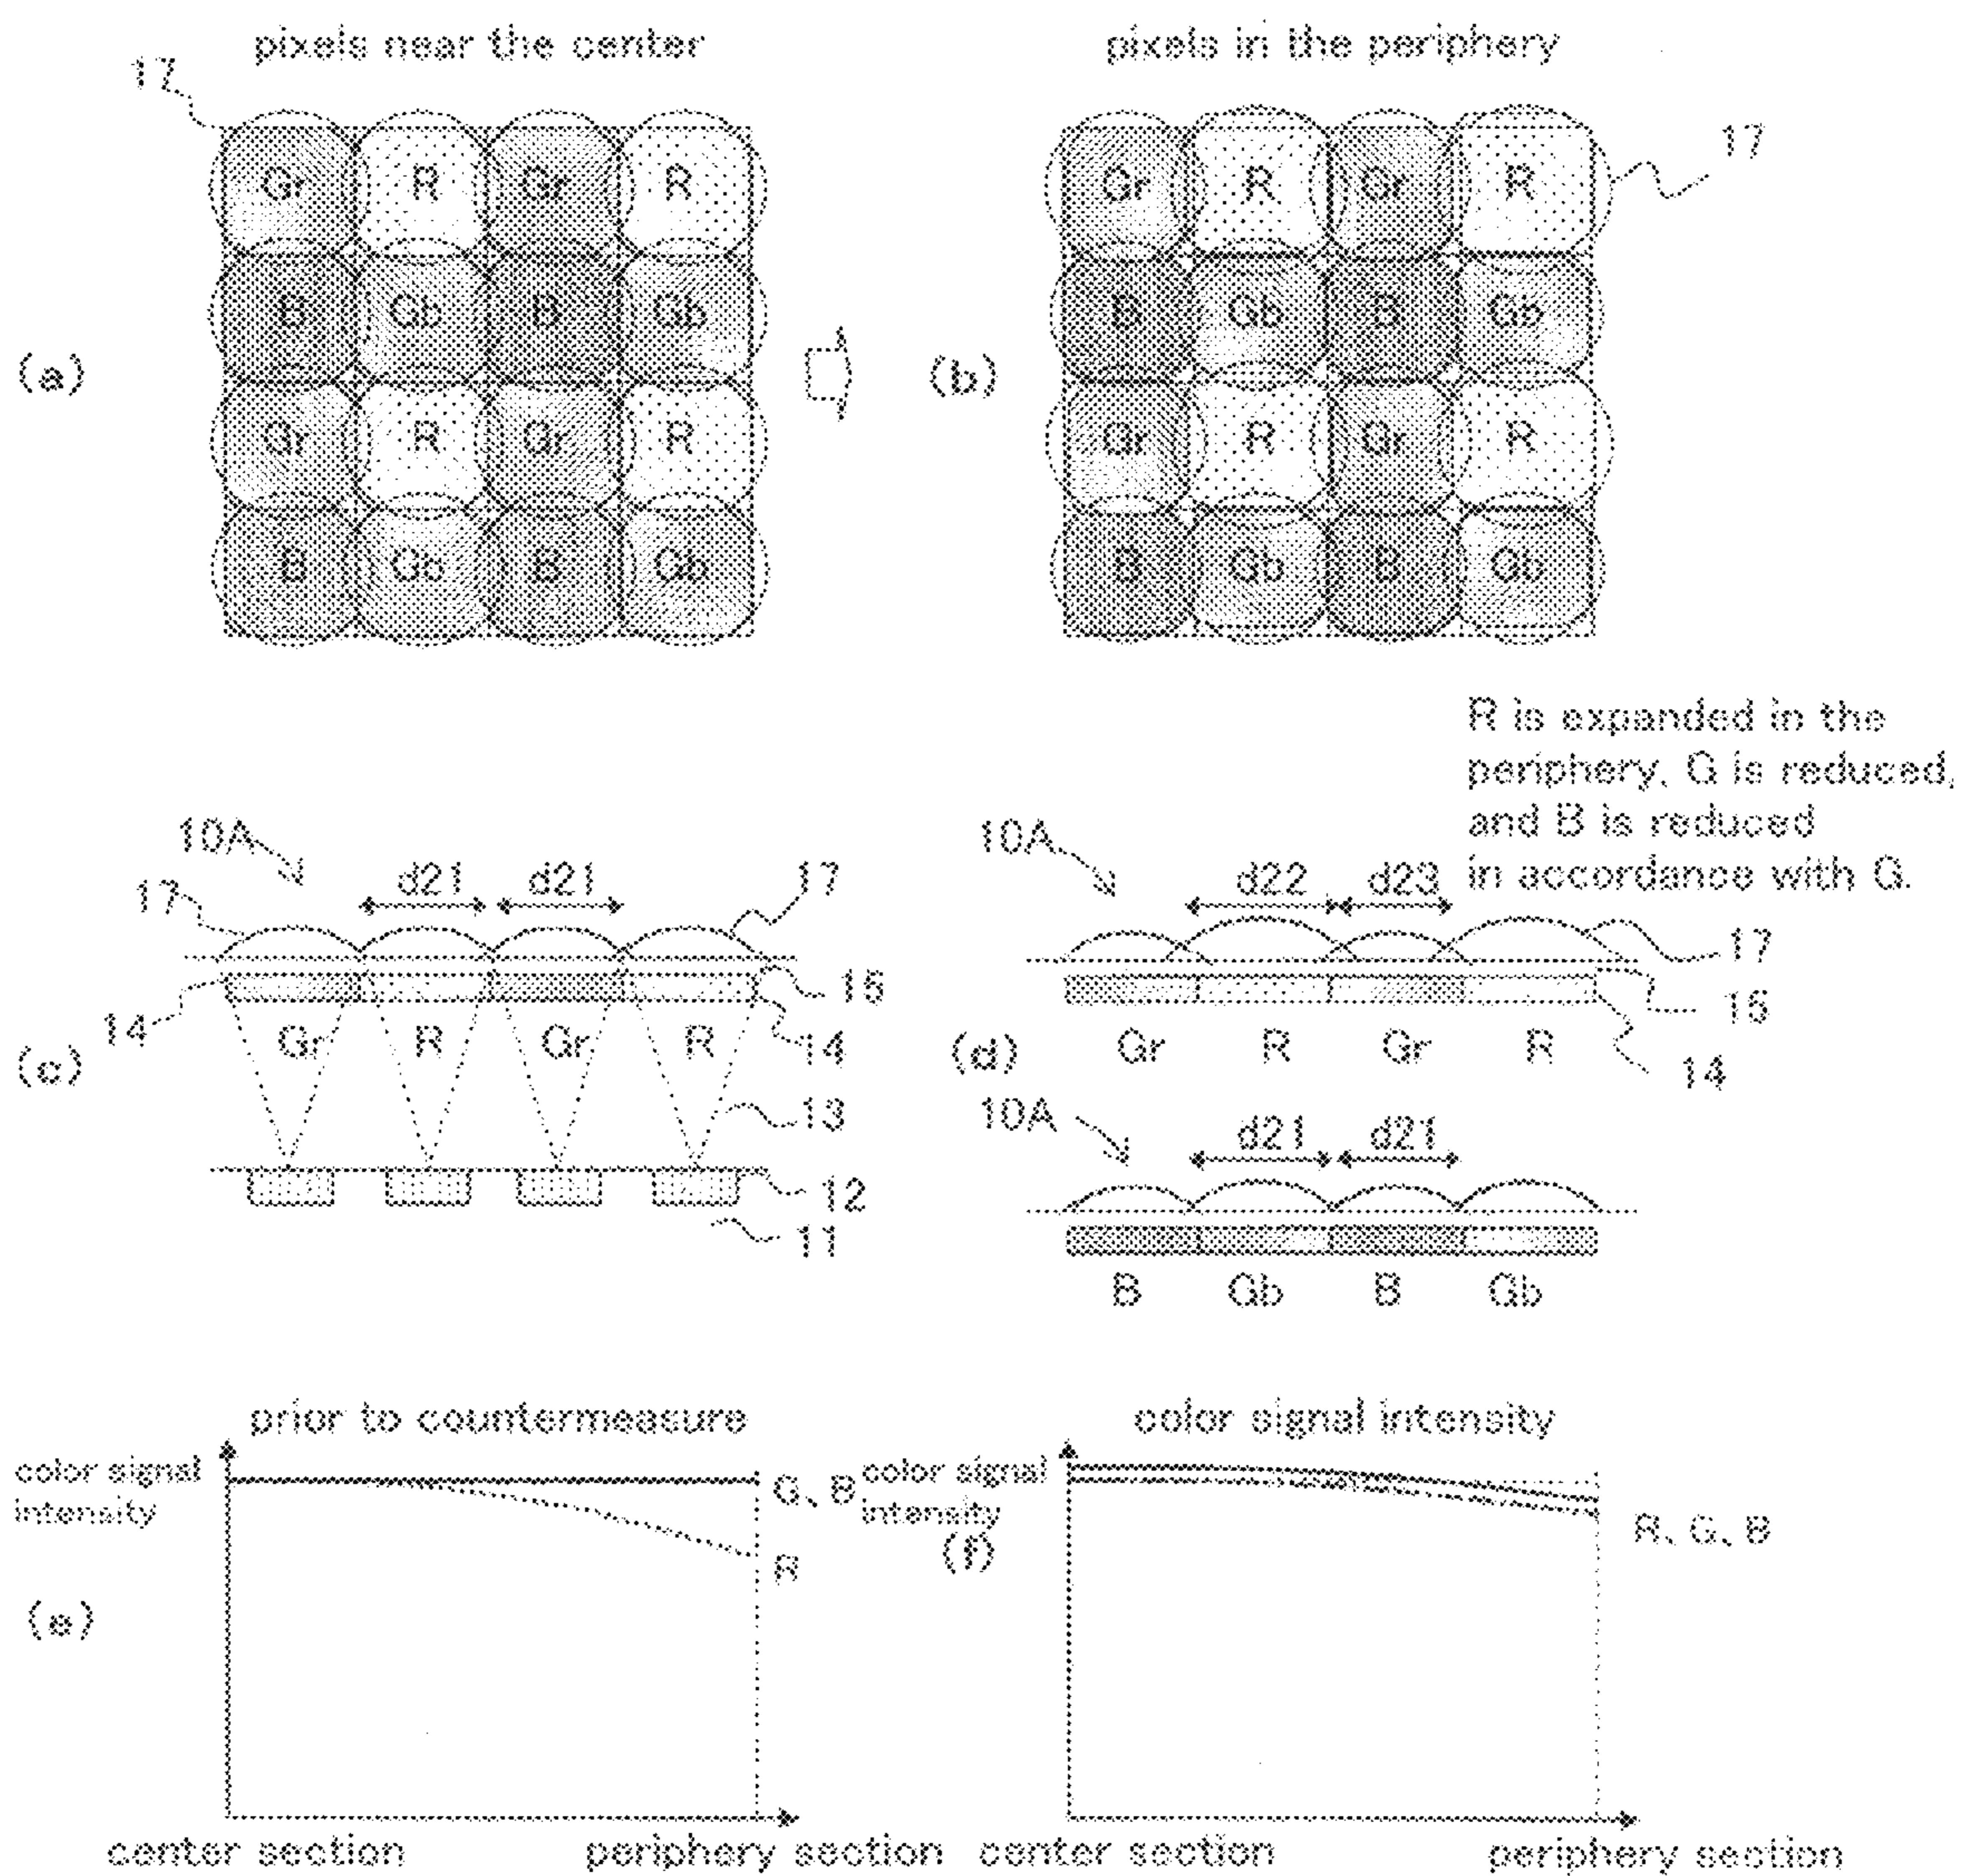 pixels near the center
pixels in the periphery
17
17
Gr R Gr R
B Gb B Gb
Gr R Gr R
B Gb B Gb
(a)
Gr R Gr R
B Gb B Gb
Gr R Gr R
B Gb B Gb
(b)
R is expanded in the
periphery, G is reduced,
and B is reduced
in accordance with G.
10A
d21 d21
17
17
15
14
14
Gr R Gr R
(c)
13
12
11
10A
d22 d23
17
16
14
Gr R Gr R
(d)
10A
d21 d21
B Gb B Gb
prior to countermeasure
color signal
intensity
G、B
R
(e)
center section
periphery section
color signal intensity
color signal
intensity
(f)
R、G、B
center section
periphery section